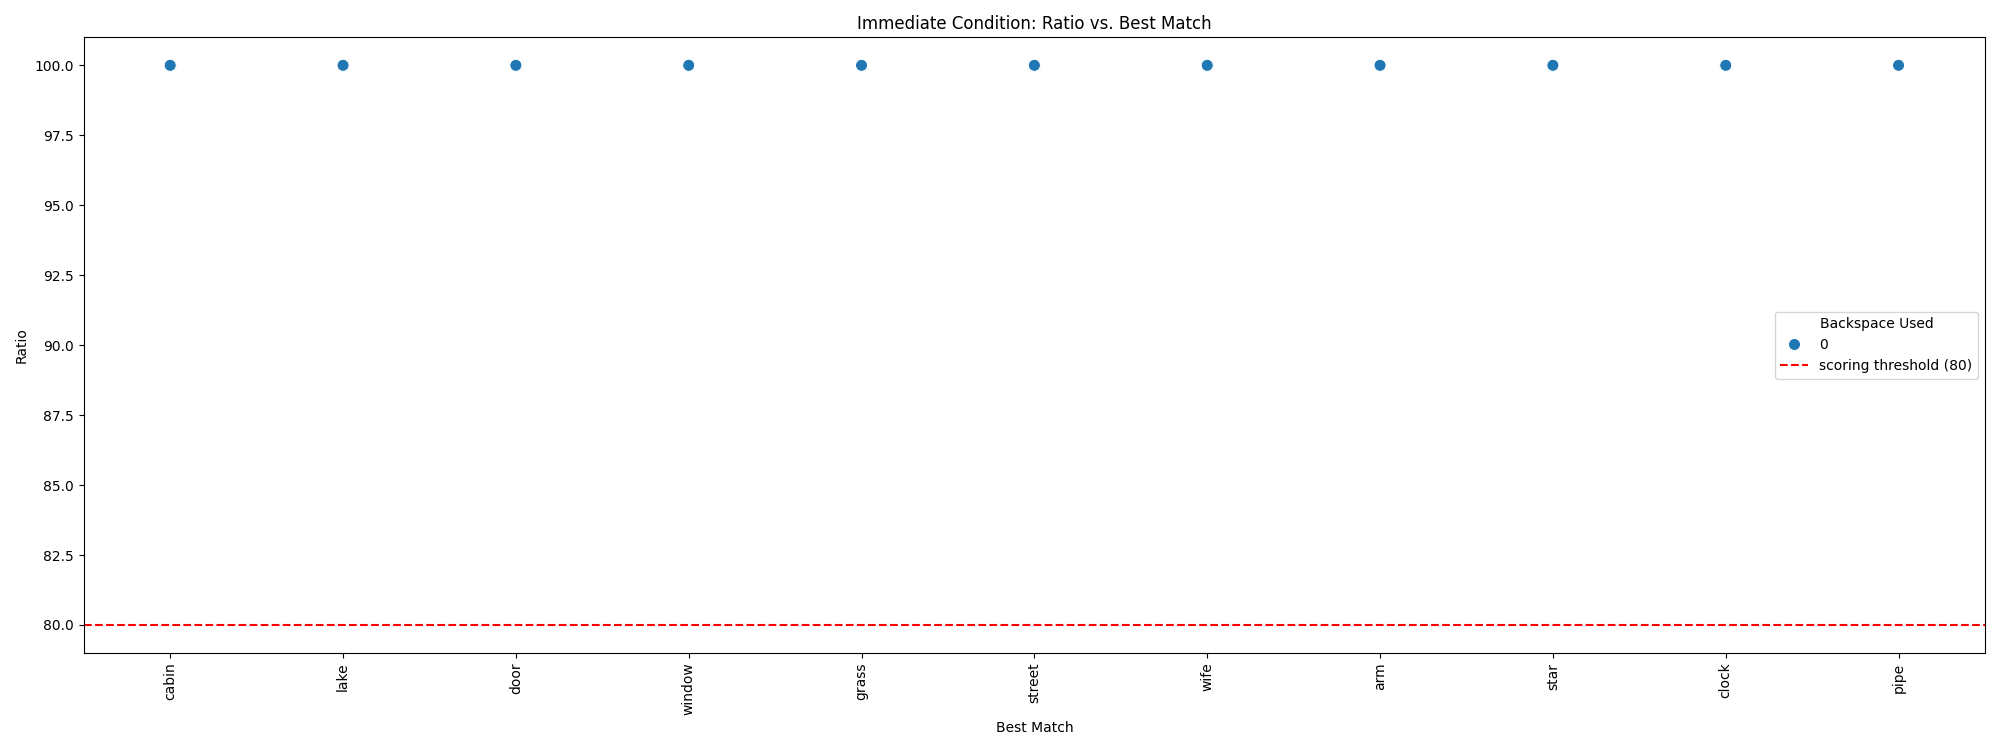 Immediate Condition: Ratio vs. Best Match
100.0
97.5
95.0
92.5
90.0
87.5
85.0
82.5
80.0
Ratio
Backspace Used
0
scoring threshold (80)
cabin
lake
door
window
grass
street
wife
arm
star
clock
pipe
Best Match